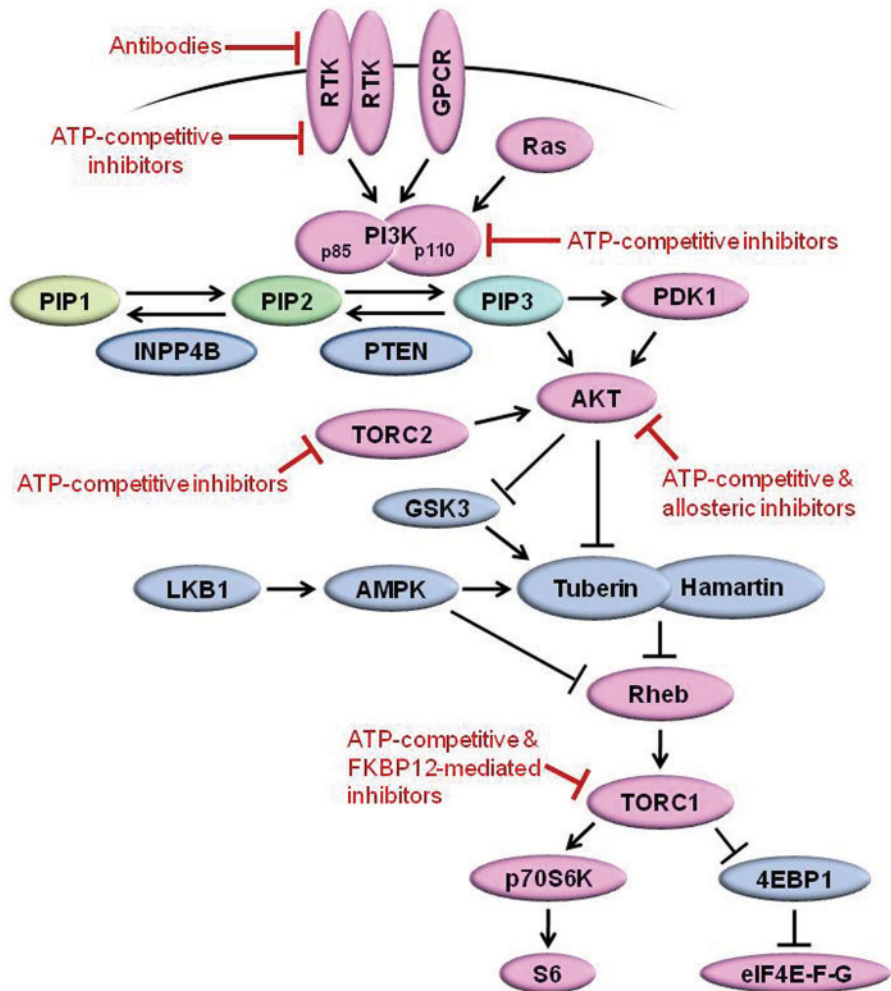 Antibodies
RTK
RTK
GPCR
ATP-competitive
inhibitors
Ras
PI3K
p85
p110
ATP-competitive inhibitors
PIP1
PIP2
PIP3
PDK1
INPP4B
PTEN
AKT
TORC2
ATP-competitive inhibitors
ATP-competitive &
allosteric inhibitors
GSK3
LKB1
AMPK
Tuberin
Hamartin
Rheb
ATP-competitive &
FKBP12-mediated
inhibitors
TORC1
p70S6K
4EBP1
S6
eIF4E-F-G